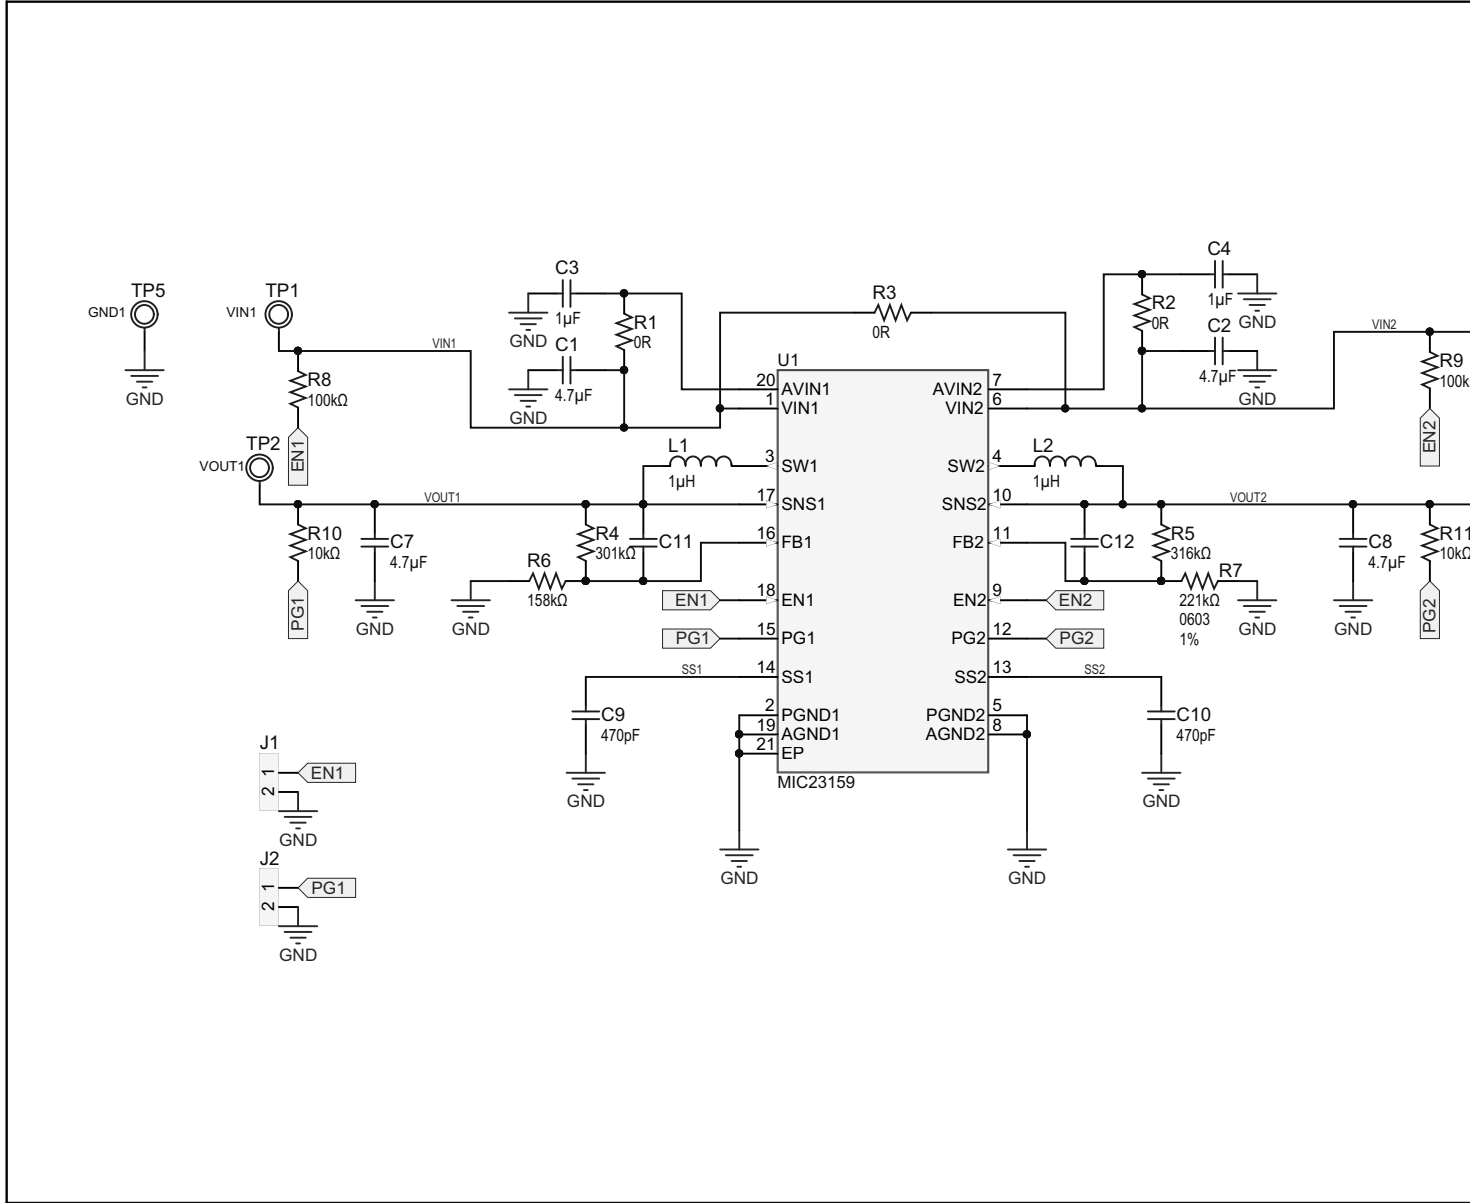 C4
1µF
GND
C3
1µF
GND
R3
0R
R2
0R
C2
4.7µF
GND
TP5
GND1
GND
TP1
VIN1
VIN1
R8
100kΩ
EN1
R1
0R
C1
4.7µF
GND
VIN2
R9
100k
EN2
U1
20 AVIN1
1 VIN1
3 SW1
17 SNS1
16 FB1
18 EN1
15 PG1
14 SS1
2 PGND1
19 AGND1
21 EP
AVIN2 7
VIN2 6
SW2 4
SNS2 10
FB2 11
EN2 9
PG2 12
SS2 13
PGND2 5
AGND2 8
MIC23159
TP2
VOUT1
VOUT1
L1
1µH
L2
1µH
VOUT2
R10
10kΩ
PG1
C7
4.7µF
GND
R6
158kΩ
GND
R4
301kΩ
C11
EN1
PG1
SS1
C9
470pF
GND
GND
C12
R5
316kΩ
R7
221kΩ
0603
1%
GND
EN2
PG2
SS2
C10
470pF
GND
GND
C8
4.7µF
GND
R11
10kΩ
PG2
J1
1
2
EN1
GND
J2
1
2
PG1
GND